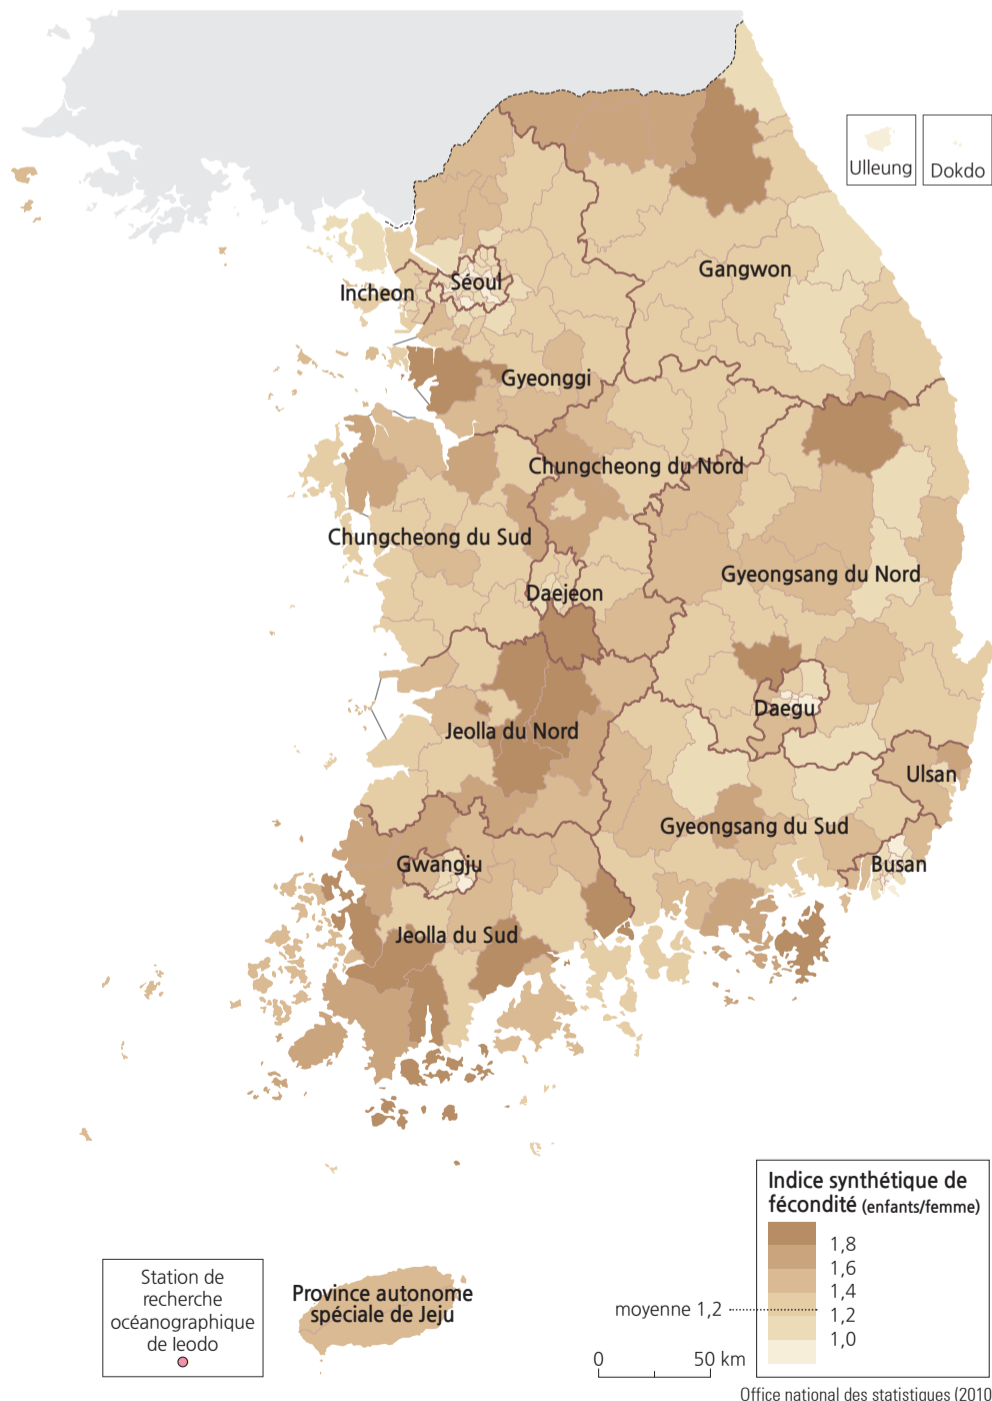 Ulleung
Dokdo
Gangwon
Séoul
Incheon
Gyeonggi
Chungcheong du Nord
Chungcheong du Sud
Gyeongsang du Nord
Daejeon
Daegu
Jeolla du Nord
Ulsan
Gyeongsang du Sud
Gwangju
Busan
Jeolla du Sud
Station de
recherche
océanographique
de Ieodo
Province autonome
spéciale de Jeju
Indice synthétique de
fécondité (enfants/femme)
1,8
1,6
1,4
moyenne 1,2
1,2
1,0
0 50 km
Office national des statistiques (2010